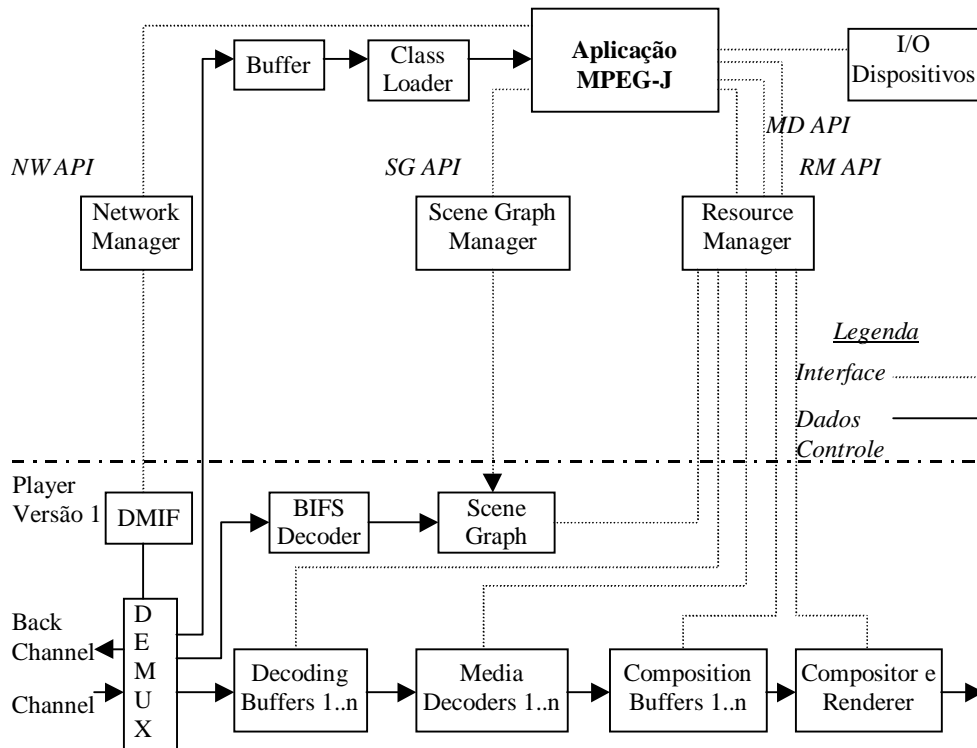 Buffer
Class
Loader
Aplicação
MPEG-J
I/O
Dispositivos
MD API
NW API
SG API
RM API
Network
Manager
Scene Graph
Manager
Resource
Manager
Legenda
Interface
Dados
Controle
Player
Versão 1
DMIF
BIFS
Decoder
Scene
Graph
Back
Channel
Channel
D
E
M
U
X
Decoding
Buffers 1..n
Media
Decoders 1..n
Composition
Buffers 1..n
Compositor e
Renderer